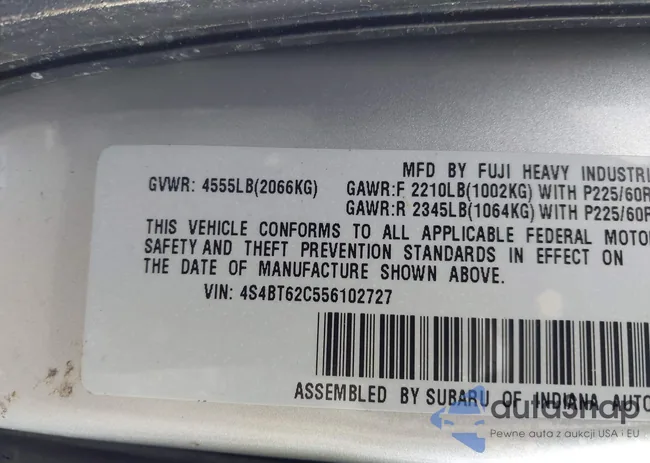 MFD BY FUJI HEAVY INDUSTRI
GVWR: 4555LB(2066KG) GAWR:F 2210LB(1002KG) WITH P225/60R
GAWR:R 2345LB(1064KG) WITH P225/60R
THIS VEHICLE CONFORMS TO ALL APPLICABLE FEDERAL MOTO
SAFETY AND THEFT PREVENTION STANDARDS IN EFFECT ON
THE DATE OF MANUFACTURE SHOWN ABOVE.
VIN: 4S4BT62C556102727
ASSEMBLED BY SUBARU OF INDIANA AUTO
autasnap
Pewne auta z aukcji USA i EU